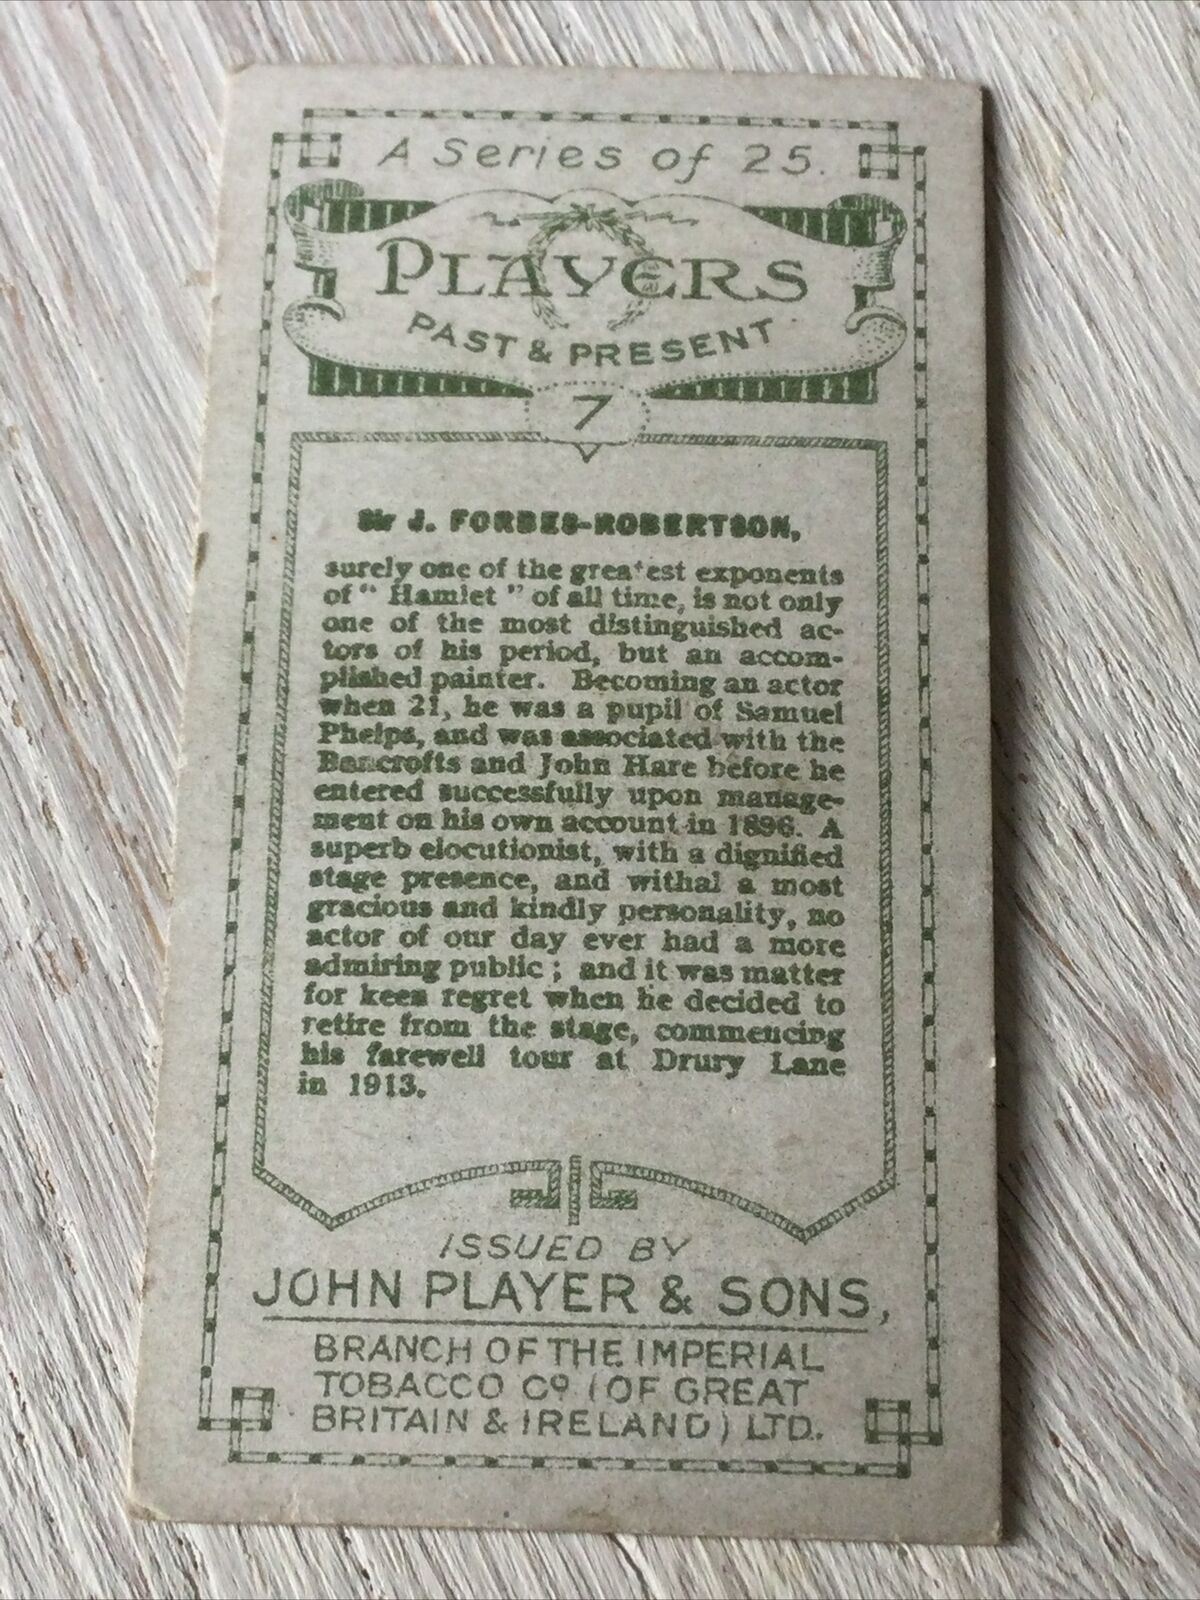 A Series of 25.
PLAYERS
PAST & PRESENT
7
Sir J. FORBES-ROBERTSON,
surely one of the greatest exponents
of "Hamlet" of all time, is not only
one of the most distinguished ac-
tors of his period, but an accom-
plished painter. Becoming an actor
when 21, he was a pupil of Samuel
Phelps, and was associated with the
Bancrofts and John Hare before he
entered successfully upon manage-
ment on his own account in 1896. A
superb elocutionist, with a dignified
stage presence, and withal a most
gracious and kindly personality, no
actor of our day ever had a more
admiring public; and it was matter
for keen regret when he decided to
retire from the stage, commencing
his farewell tour at Drury Lane
in 1913.
ISSUED BY
JOHN PLAYER & SONS,
BRANCH OF THE IMPERIAL
TOBACCO Co. (OF GREAT
BRITAIN & IRELAND) LTD.